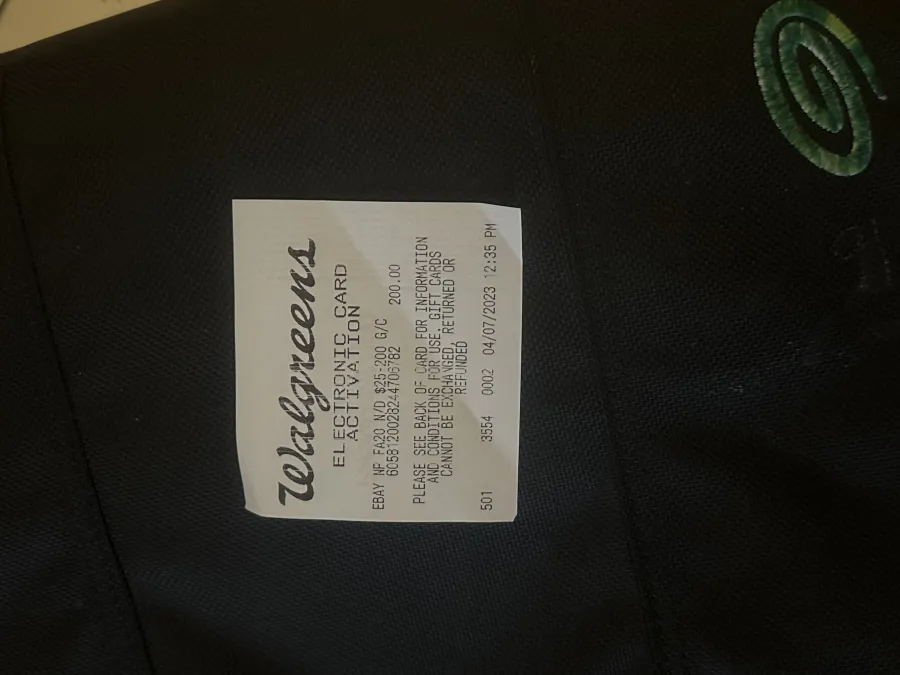 Walgreens
ELECTRONIC CARD
ACTIVATION
EBAY NP FA20 N/D $25-200 G/C 200.00
6058120028244706782
PLEASE SEE BACK OF CARD FOR INFORMATION
AND CONDITIONS FOR USE. GIFT CARDS
CANNOT BE EXCHANGED, RETURNED OR
REFUNDED
501 3554 0002 04/07/2023 12:35 PM